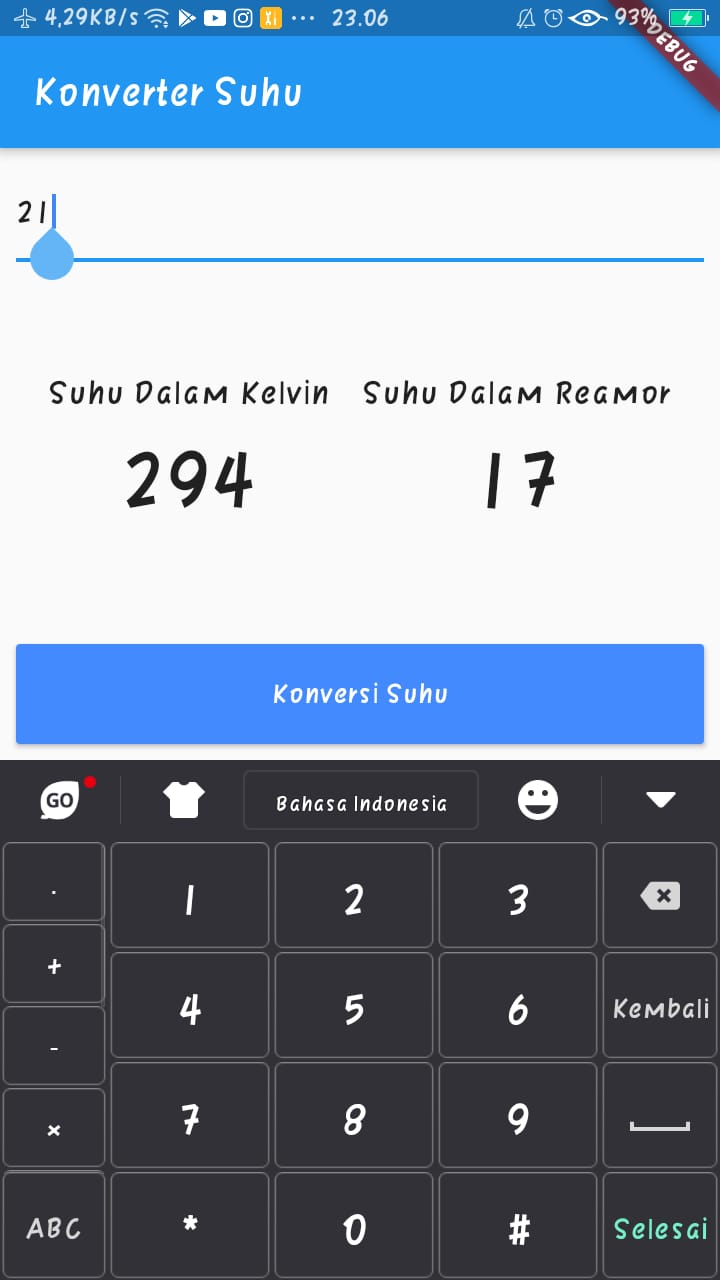 4,29KB/s 23.06 93%
DEBUG
Konverter Suhu
21
Suhu Dalam Kelvin Suhu Dalam Reamor
294 17
Konversi Suhu
GO Bahasa Indonesia
. 1 2 3
+
4 5 6 Kembali
-
7 8 9
×
ABC * 0 # Selesai